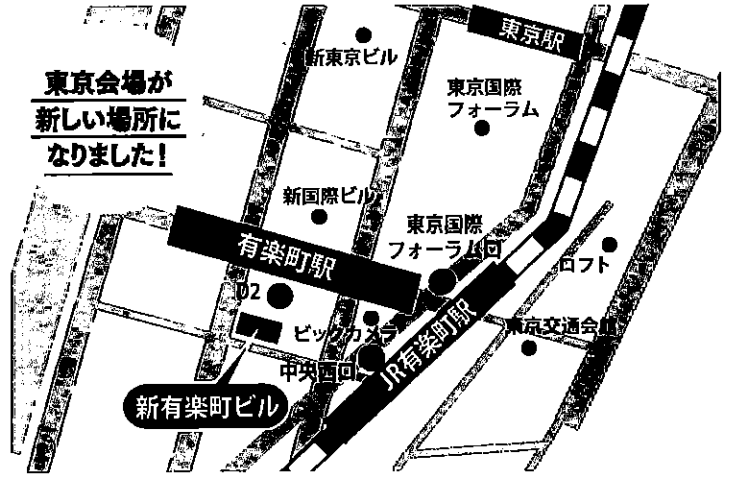 東京駅
新東京ビル
東京会場が
新しい場所に
なりました！
東京国際
フォーラム
新国際ビル
東京国際
フォーラム口
有楽町駅
ロフト
D2
ビックカメラ
JR有楽町駅
東京交通会館
中央西口
新有楽町ビル